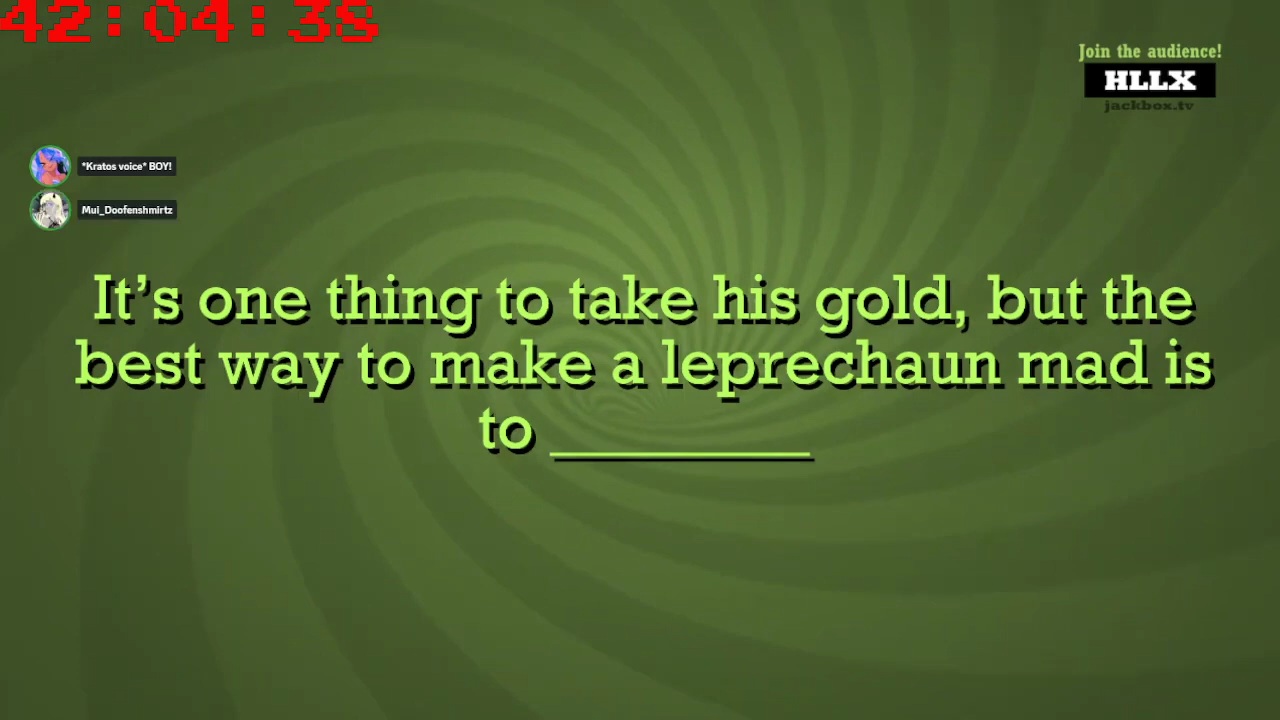 42:04:38
Join the audience!
HLLX
jackbox.tv
*Kratos voice* BOY!
Mui_Doofenshmirtz
It's one thing to take his gold, but the
best way to make a leprechaun mad is
to __________